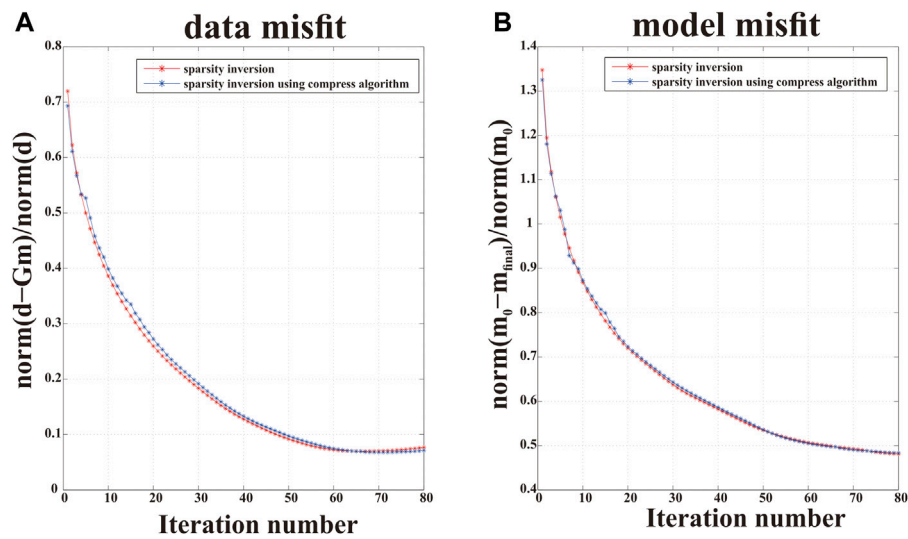 A
data misfit
norm(d−Gm)/norm(d)
0.8
0.7
0.6
0.5
0.4
0.3
0.2
0.1
0
sparsity inversion
sparsity inversion using compress algorithm
0 10 20 30 40 50 60 70 80
Iteration number
B
model misfit
norm(m0−mfinal)/norm(m0)
1.4
1.3
1.2
1.1
1
0.9
0.8
0.7
0.6
0.5
0.4
sparsity inversion
sparsity inversion using compress algorithm
0 10 20 30 40 50 60 70 80
Iteration number